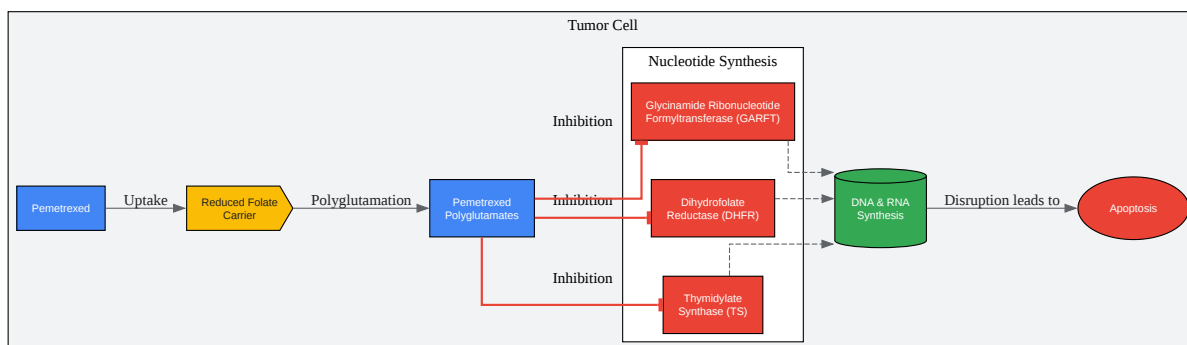 Tumor Cell
Nucleotide Synthesis
Glycinamide Ribonucleotide
Formyltransferase (GARFT)
Inhibition
Pemetrexed
Uptake
Reduced Folate
Carrier
Polyglutamation
Pemetrexed
Polyglutamates
Inhibition
Dihydrofolate
Reductase (DHFR)
DNA & RNA
Synthesis
Disruption leads to
Apoptosis
Inhibition
Thymidylate
Synthase (TS)